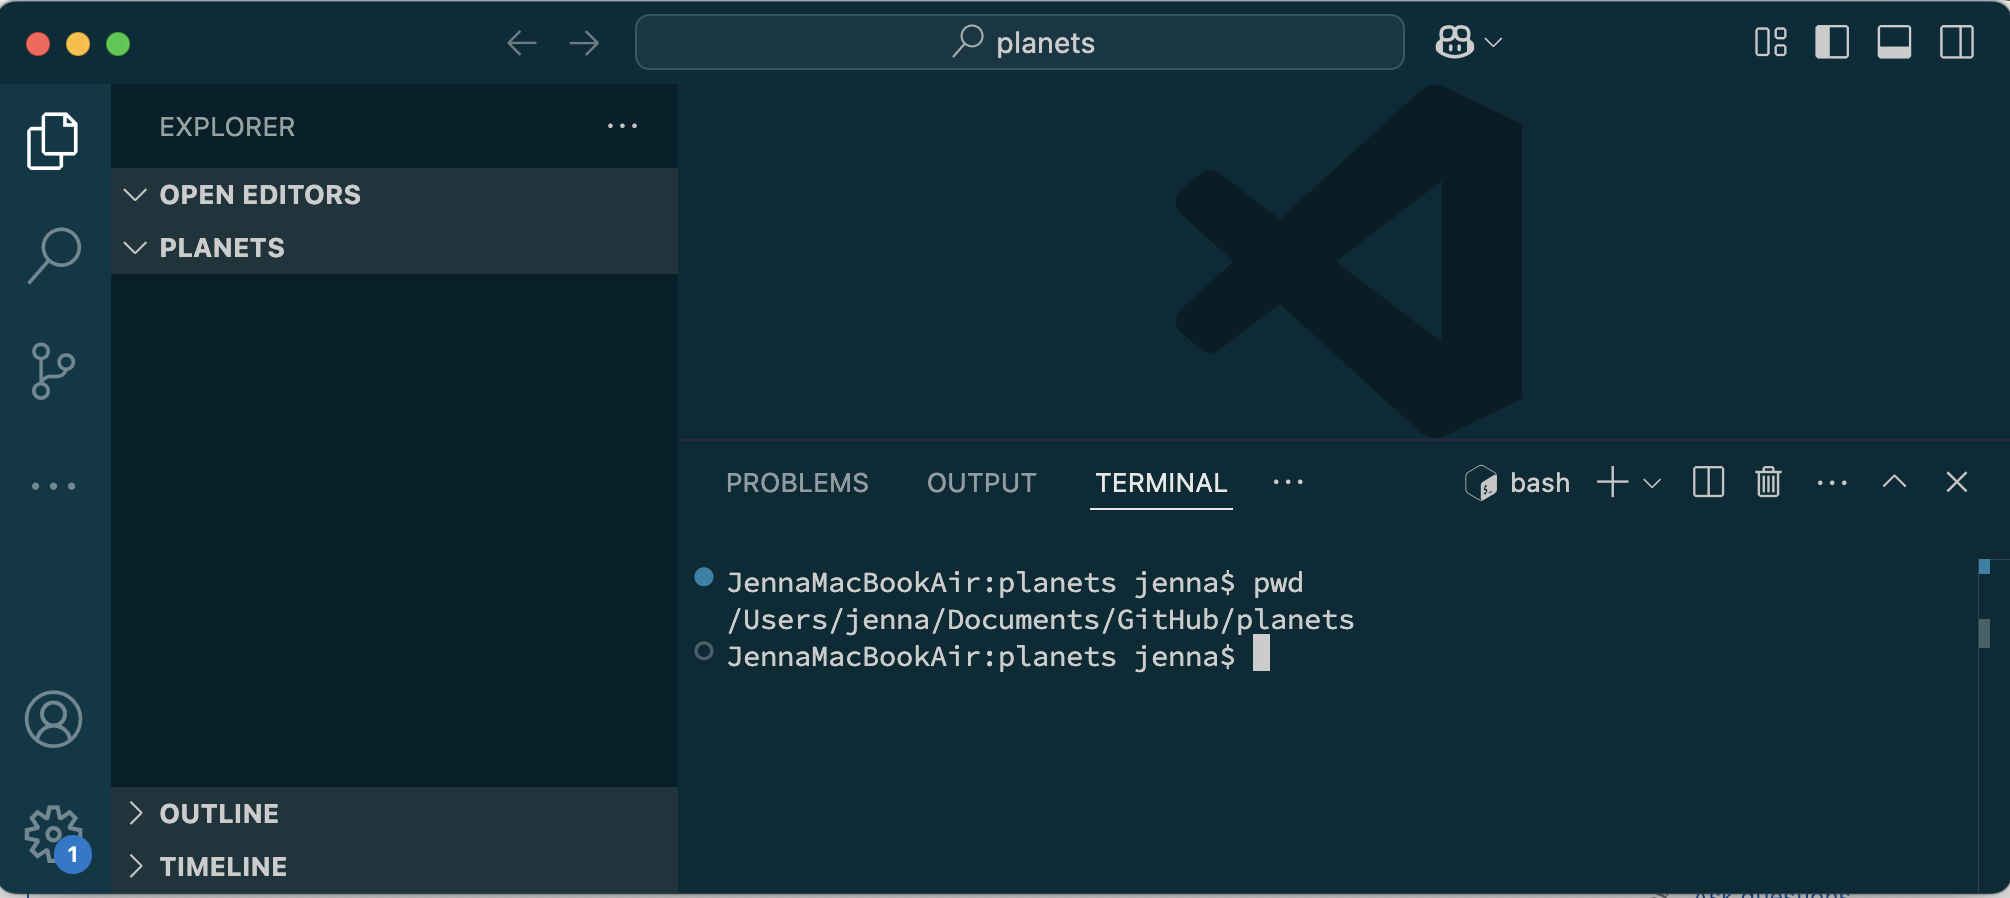 planets
EXPLORER
OPEN EDITORS
PLANETS
OUTLINE
TIMELINE
1
PROBLEMS OUTPUT TERMINAL bash
JennaMacBookAir:planets jenna$ pwd
/Users/jenna/Documents/GitHub/planets
JennaMacBookAir:planets jenna$